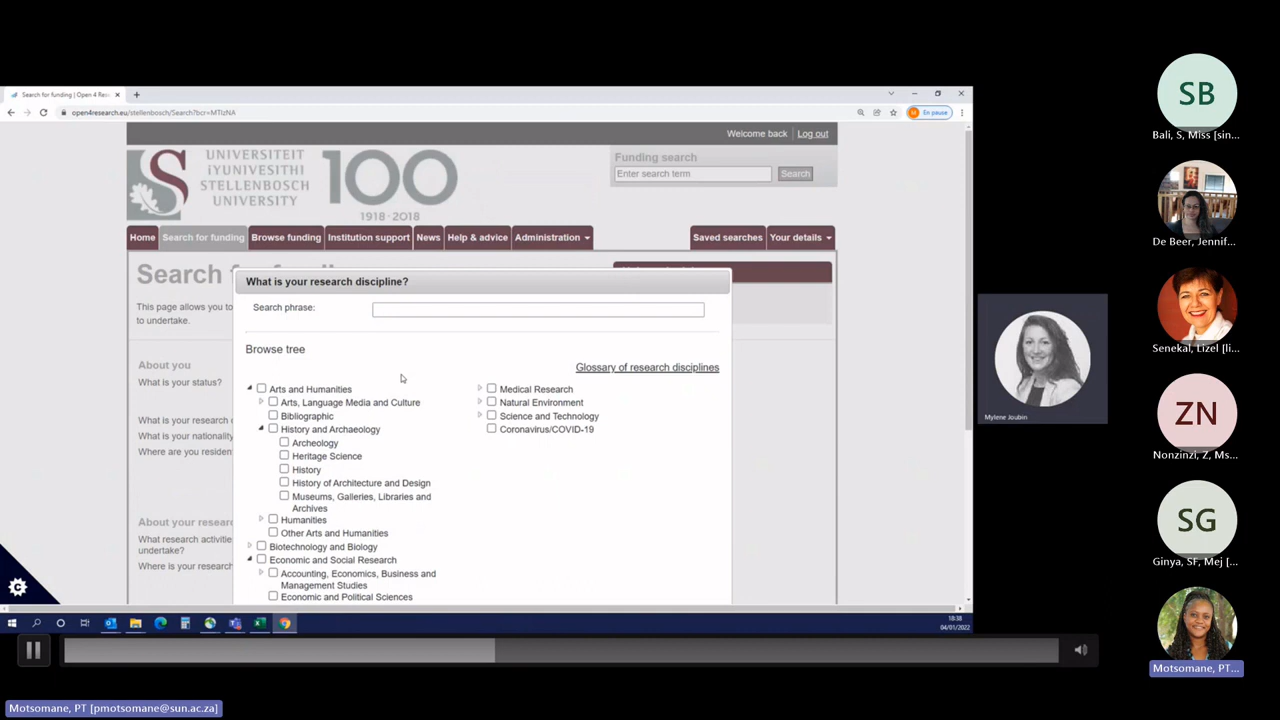 Search for funding | Open 4 Res...
open4research.eu/stellenbosch/Search?bcr=MTIzNA
En pause
Welcome back
Log out
UNIVERSITEIT
iYUNIVESITHI
STELLENBOSCH
UNIVERSITY
100
1918·2018
Funding search
Enter search term
Search
Home
Search for funding
Browse funding
Institution support
News
Help & advice
Administration
Saved searches
Your details
Search
This page allows you to
to undertake.
About you
What is your status?
What is your research
What is your nationality
Where are you residen
About your resear
What research activitie
undertake?
Where is your research
What is your research discipline?
Search phrase:
Browse tree
Glossary of research disciplines
Arts and Humanities
Arts, Language Media and Culture
Bibliographic
History and Archaeology
Archeology
Heritage Science
History
History of Architecture and Design
Museums, Galleries, Libraries and
Archives
Humanities
Other Arts and Humanities
Biotechnology and Biology
Economic and Social Research
Accounting, Economics, Business and
Management Studies
Economic and Political Sciences
Medical Research
Natural Environment
Science and Technology
Coronavirus/COVID-19
18:38
04/01/2022
Mylene Joubin
SB
Bali, S, Miss [sin...
De Beer, Jennif...
Senekal, Lizel [li...
ZN
Nonzinzi, Z, Ms...
SG
Ginya, SF, Mej [...
Motsomane, PT...
Motsomane, PT [pmotsomane@sun.ac.za]